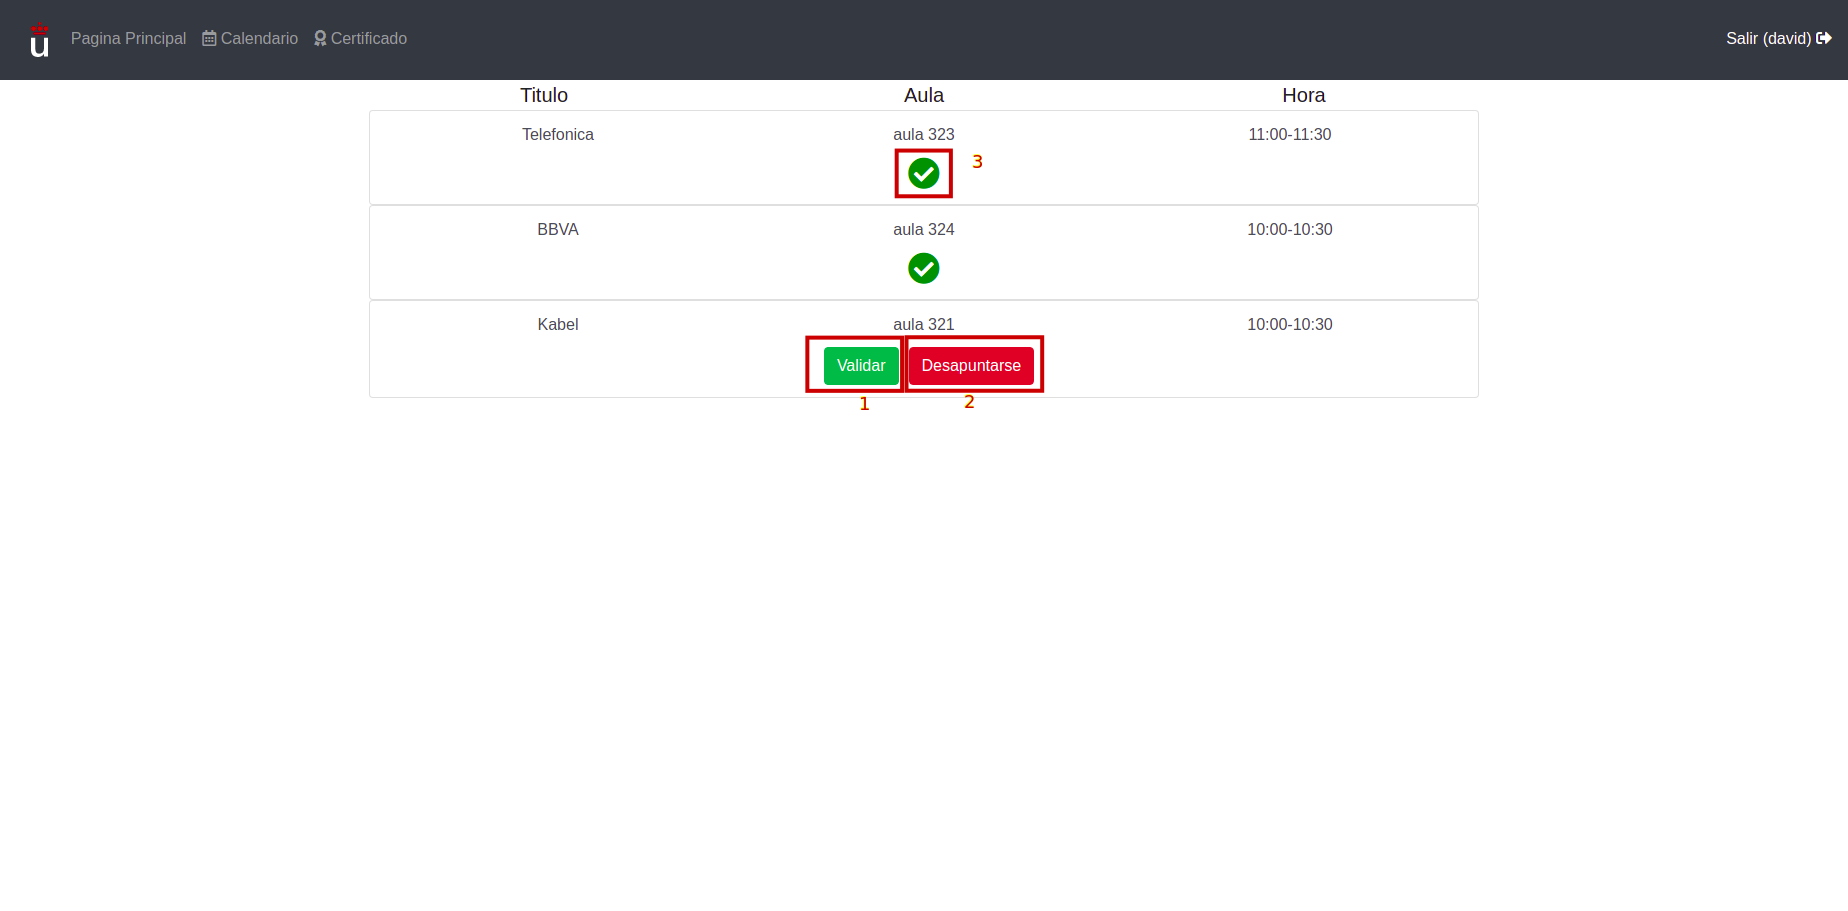 u Pagina Principal Calendario Certificado Salir (david)
Titulo Aula Hora
Telefonica aula 323 11:00-11:30
3
BBVA aula 324 10:00-10:30
Kabel aula 321 10:00-10:30
Validar Desapuntarse
1 2